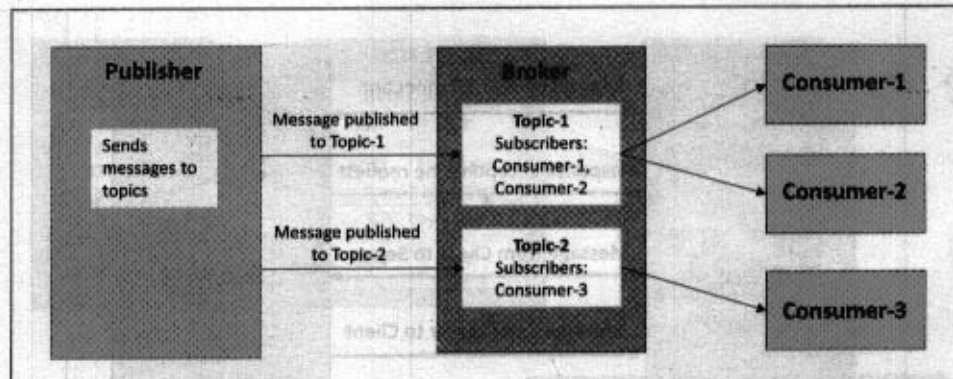 Publisher
Sends
messages to
topics
Message published
to Topic-1
Message published
to Topic-2
Broker
Topic-1
Subscribers:
Consumer-1,
Consumer-2
Topic-2
Subscribers:
Consumer-3
Consumer-1
Consumer-2
Consumer-3